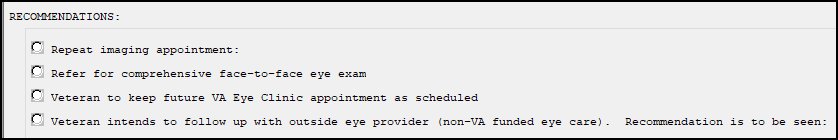 RECOMMENDATIONS:
Repeat imaging appointment:
Refer for comprehensive face-to-face eye exam
Veteran to keep future VA Eye Clinic appointment as scheduled
Veteran intends to follow up with outside eye provider (non-VA funded eye care).  Recommendation is to be seen: